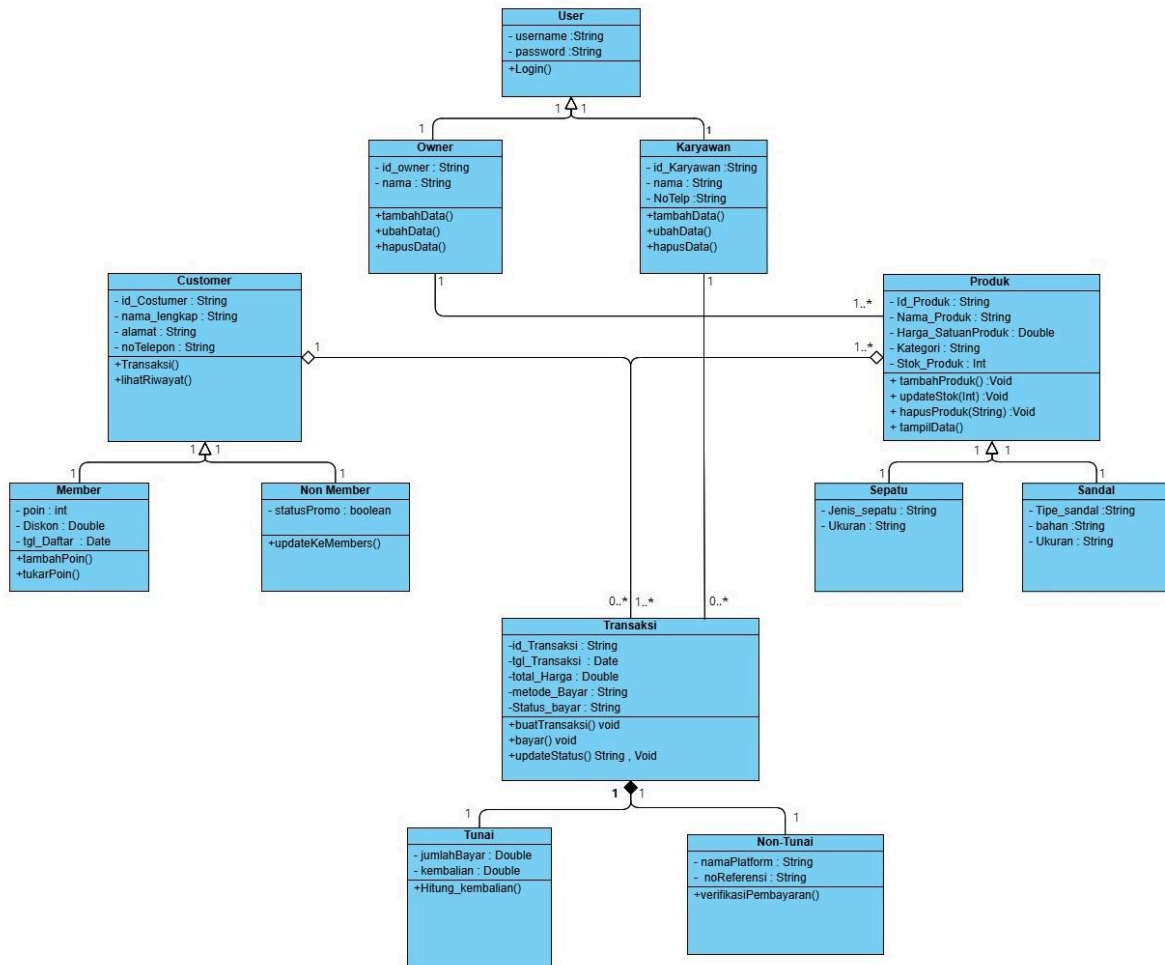 User
- username :String
- password :String
+Login()
1
1
1
1
Owner
- id_owner : String
- nama : String
+tambahData()
+ubahData()
+hapusData()
Karyawan
- id_Karyawan :String
- nama : String
- NoTelp :String
+tambahData()
+ubahData()
+hapusData()
1
1
1..*
Customer
- id_Costumer : String
- nama_lengkap : String
- alamat : String
- noTelepon : String
+Transaksi()
+lihatRiwayat()
1
1..*
Produk
- Id_Produk : String
- Nama_Produk : String
- Harga_SatuanProduk : Double
- Kategori : String
- Stok_Produk : Int
+ tambahProduk() :Void
+ updateStok(Int) :Void
+ hapusProduk(String) :Void
+ tampilData()
1
1
1
1
1
1
1
1
Member
- poin : int
- Diskon : Double
- tgl_Daftar : Date
+tambahPoin()
+tukarPoin()
Non Member
- statusPromo : boolean
+updateKeMembers()
Sepatu
- Jenis_sepatu : String
- Ukuran : String
Sandal
- Tipe_sandal :String
- bahan :String
- Ukuran : String
0..*
1..*
0..*
Transaksi
-id_Transaksi : String
-tgl_Transaksi : Date
-total_Harga : Double
-metode_Bayar : String
-Status_bayar : String
+buatTransaksi() void
+bayar() void
+updateStatus() String , Void
1
1
1
1
Tunai
- jumlahBayar : Double
- kembalian : Double
+Hitung_kembalian()
Non-Tunai
- namaPlatform : String
- noReferensi : String
+verifikasiPembayaran()